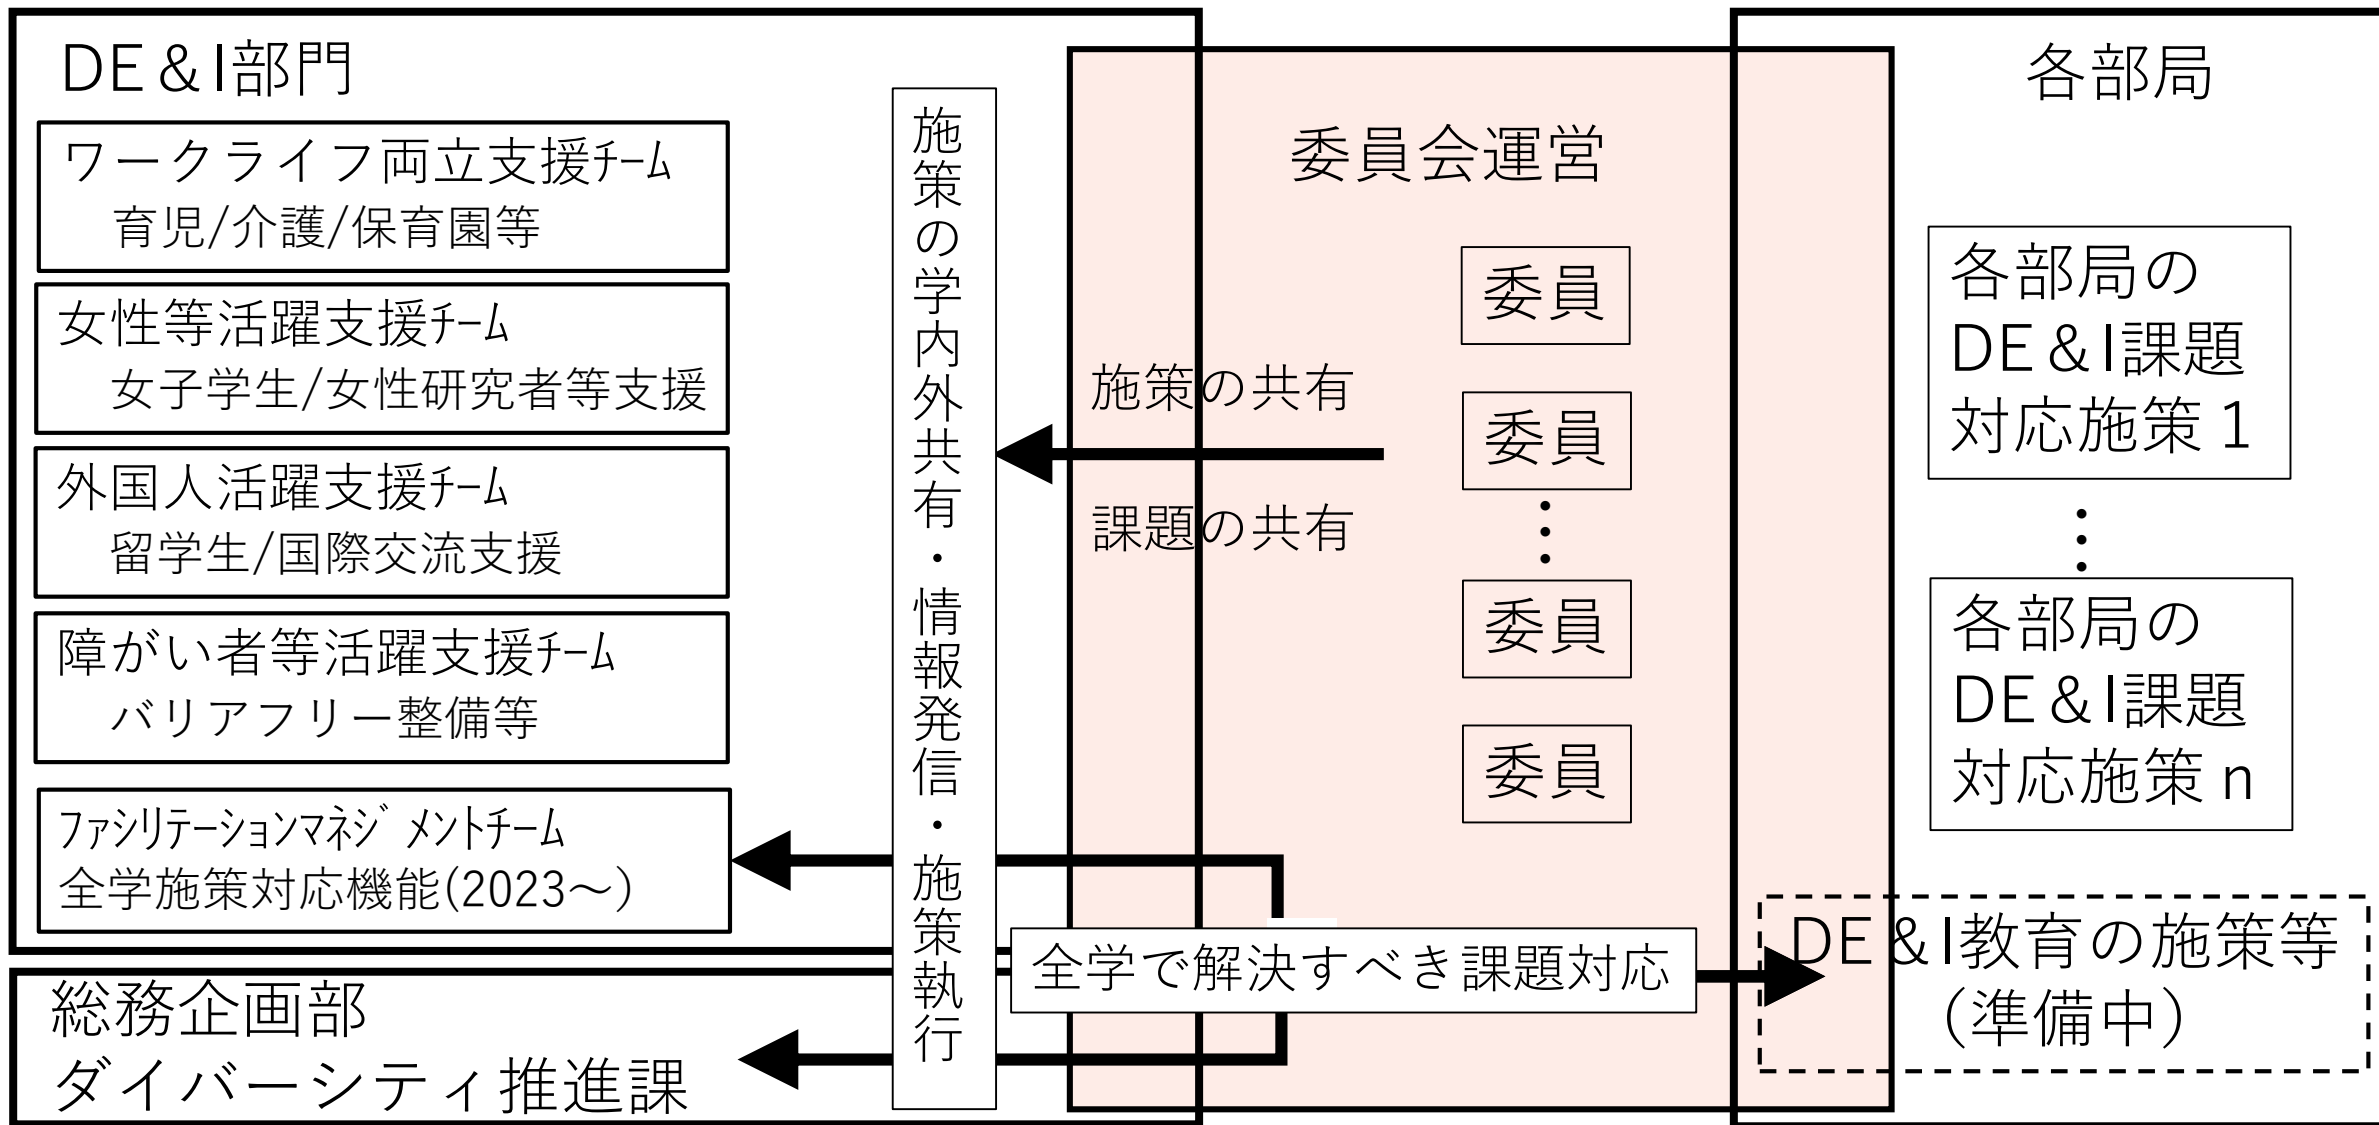 DE＆I部門
ワークライフ両立支援ﾁｰﾑ
育児/介護/保育園等
女性等活躍支援ﾁｰﾑ
女子学生/女性研究者等支援
外国人活躍支援ﾁｰﾑ
留学生/国際交流支援
障がい者等活躍支援ﾁｰﾑ
バリアフリー整備等
ﾌｧｼﾘﾃｰｼｮﾝﾏﾈｼﾞﾒﾝﾄﾁｰﾑ
全学施策対応機能(2023～)
総務企画部
ダイバーシティ推進課
施策の学内外共有・情報発信・施策執行
委員会運営
施策の共有
課題の共有
委員
委員
⋮
委員
委員
全学で解決すべき課題対応
各部局
各部局の
DE＆I課題
対応施策１
⋮
各部局の
DE＆I課題
対応施策ｎ
DE＆I教育の施策等
（準備中）